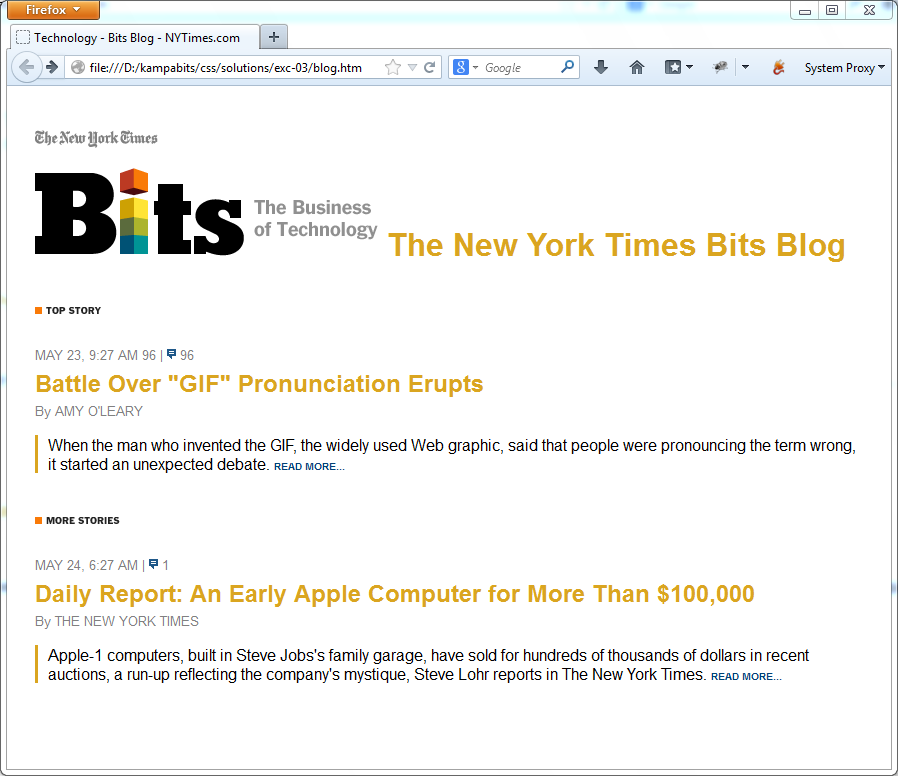 Firefox
Technology - Bits Blog - NYTimes.com
file:///D:/kampabits/css/solutions/exc-03/blog.htm
8 Google
System Proxy
The New York Times
Bits The Business of Technology The New York Times Bits Blog
TOP STORY
MAY 23, 9:27 AM 96 | 96
Battle Over "GIF" Pronunciation Erupts
By AMY O'LEARY
When the man who invented the GIF, the widely used Web graphic, said that people were pronouncing the term wrong,
it started an unexpected debate. READ MORE...
MORE STORIES
MAY 24, 6:27 AM | 1
Daily Report: An Early Apple Computer for More Than $100,000
By THE NEW YORK TIMES
Apple-1 computers, built in Steve Jobs's family garage, have sold for hundreds of thousands of dollars in recent
auctions, a run-up reflecting the company's mystique, Steve Lohr reports in The New York Times. READ MORE...